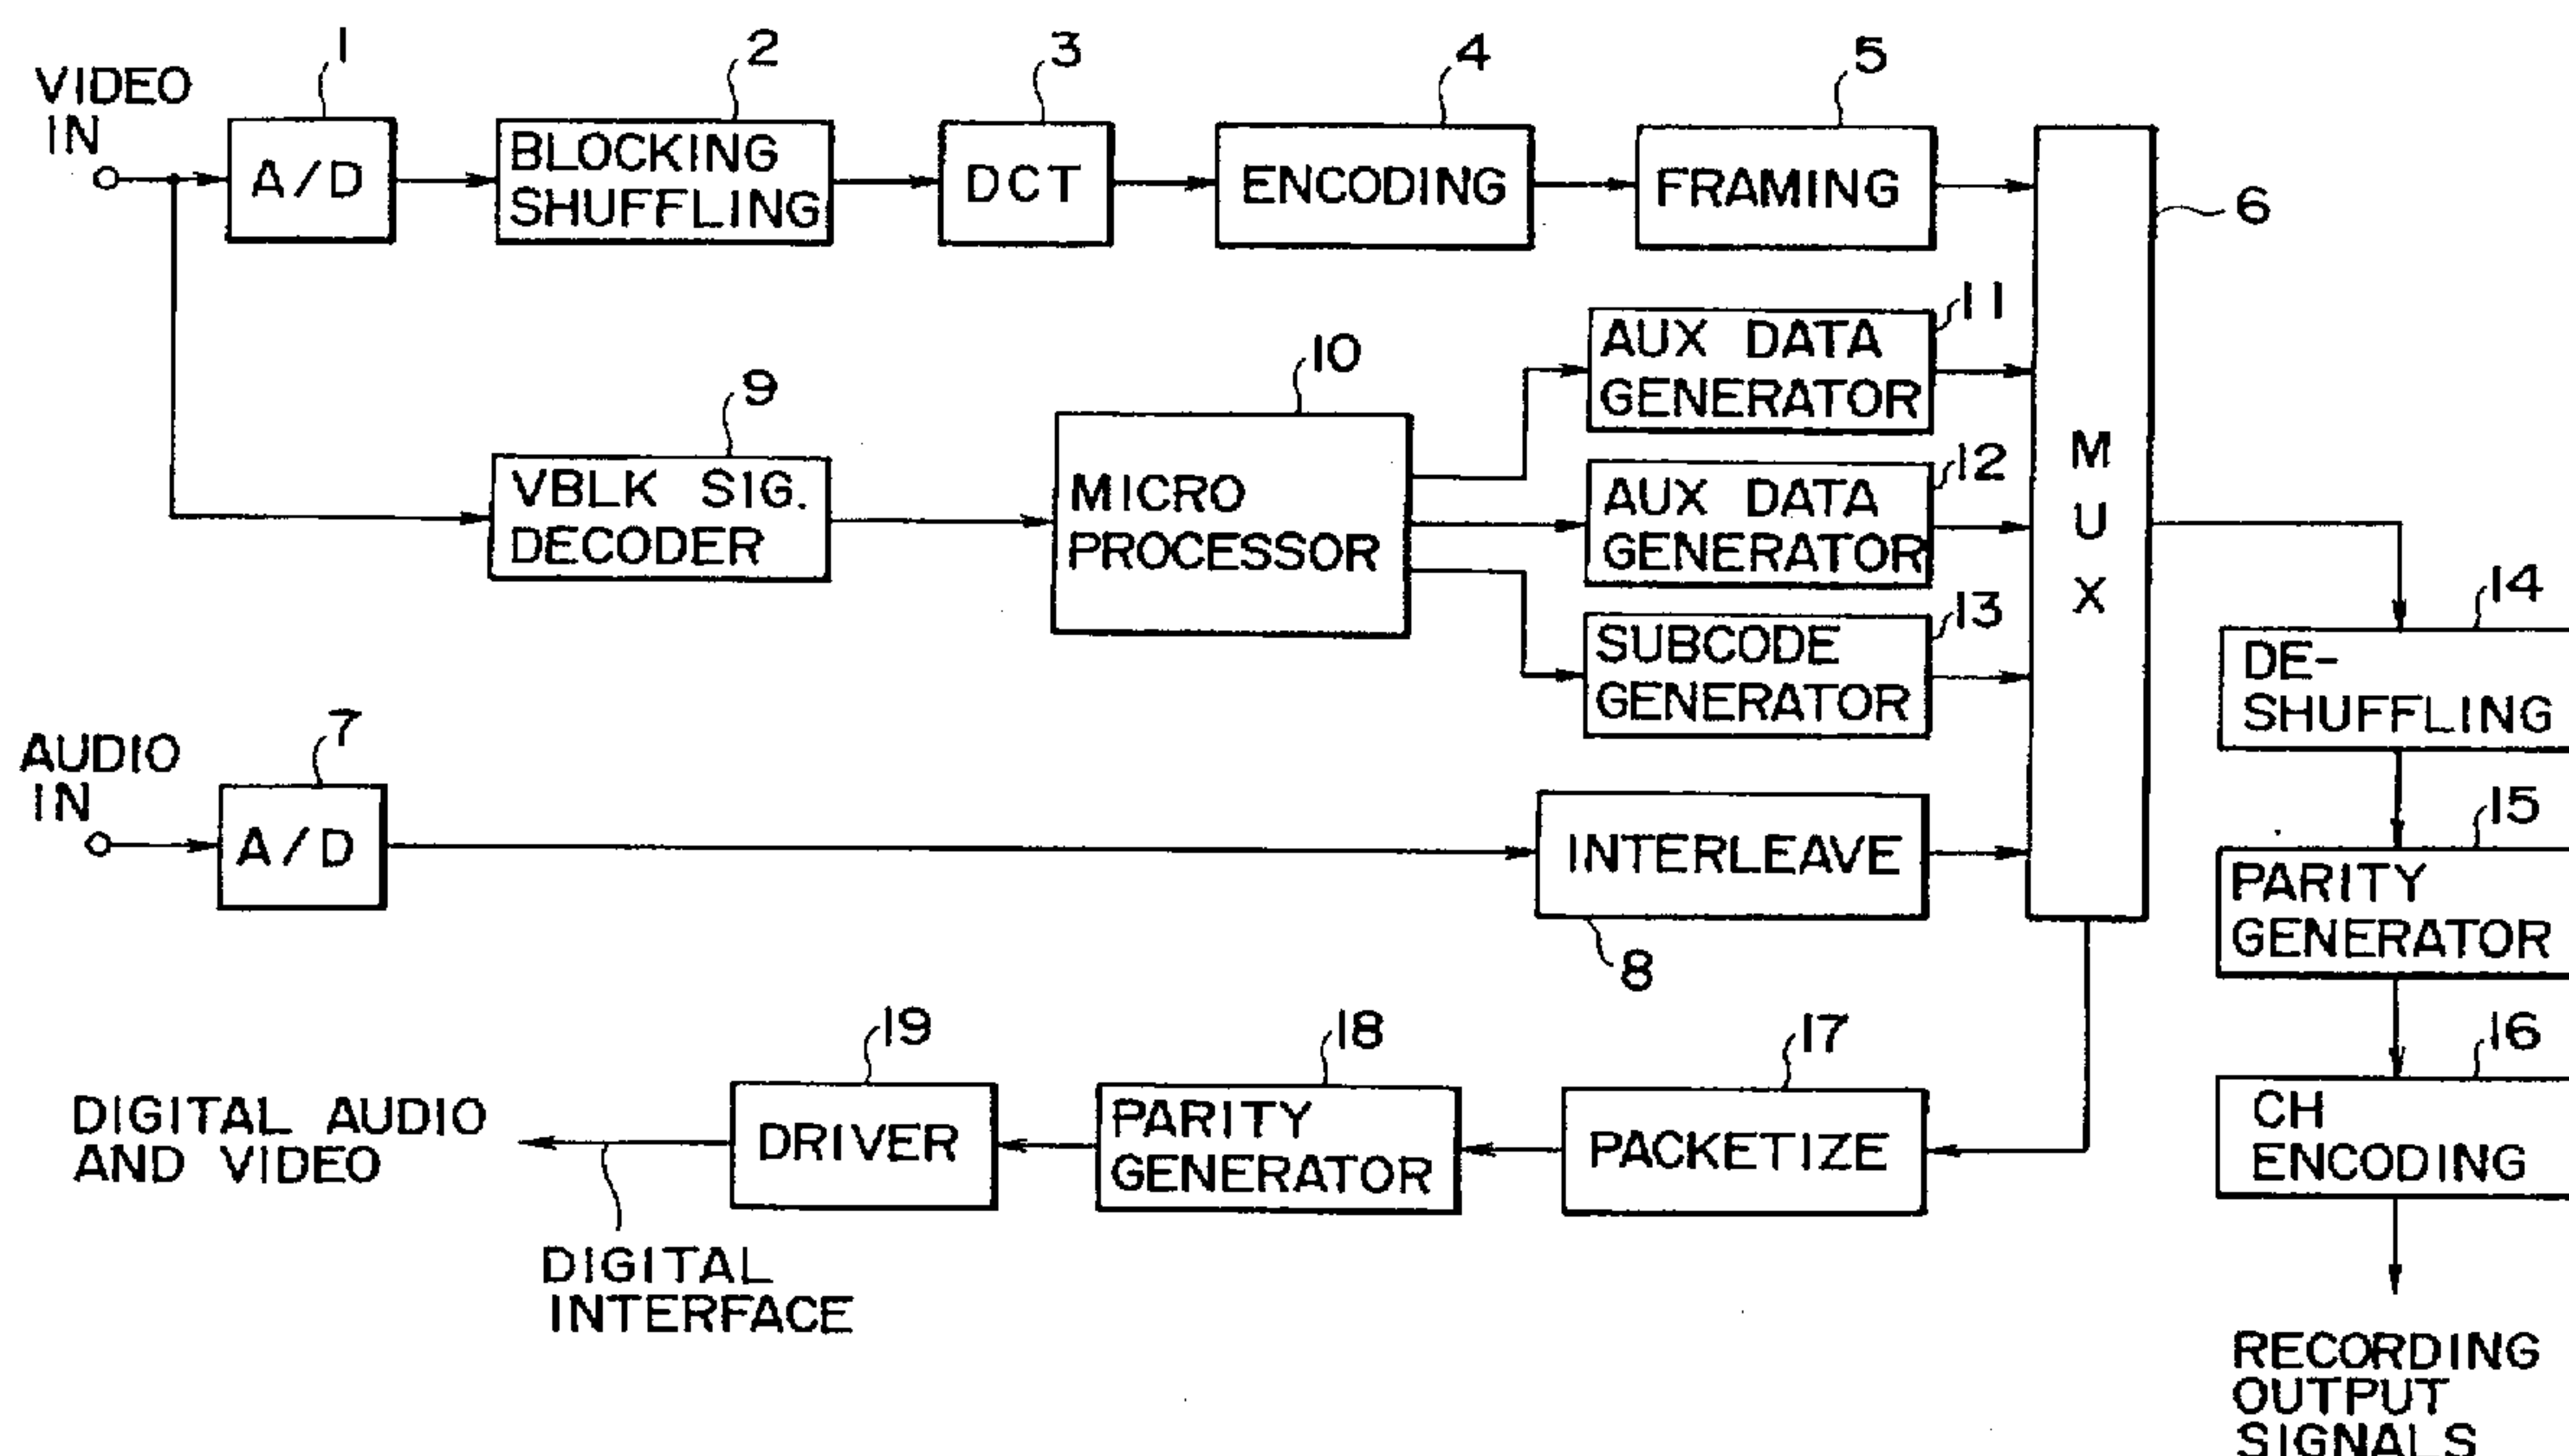 1
2
3
4
5
VIDEO
IN
A/D
BLOCKING
SHUFFLING
DCT
ENCODING
FRAMING
6
11
AUX DATA
GENERATOR
10
9
VBLK SIG.
DECODER
MICRO
PROCESSOR
12
AUX DATA
GENERATOR
M
U
X
13
SUBCODE
GENERATOR
14
DE-
SHUFFLING
7
AUDIO
IN
A/D
INTERLEAVE
8
15
PARITY
GENERATOR
16
CH
ENCODING
19
18
17
DIGITAL AUDIO
AND VIDEO
DRIVER
PARITY
GENERATOR
PACKETIZE
DIGITAL
INTERFACE
RECORDING
OUTPUT
SIGNALS